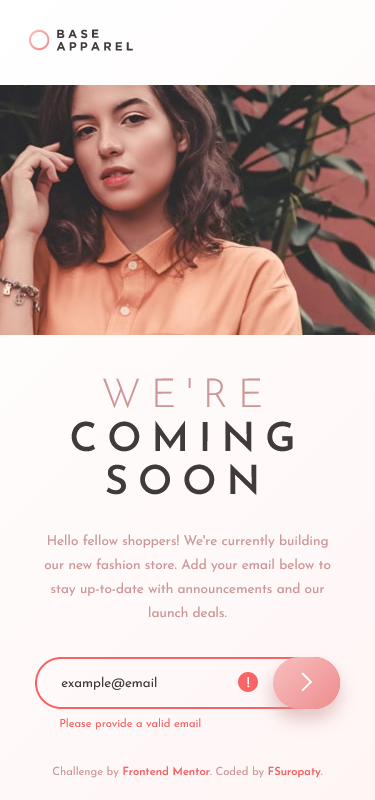 BASE
APPAREL
WE'RE
COMING
SOON
Hello fellow shoppers! We're currently building
our new fashion store. Add your email below to
stay up-to-date with announcements and our
launch deals.
example@email
!
Please provide a valid email
Challenge by Frontend Mentor. Coded by FSuropaty.